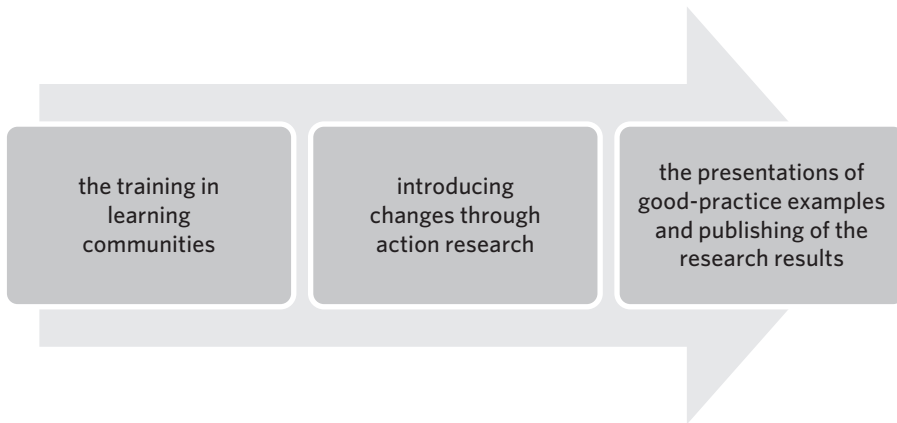 the training in
learning
communities
introducing
changes through
action research
the presentations of
good-practice examples
and publishing of the
research results